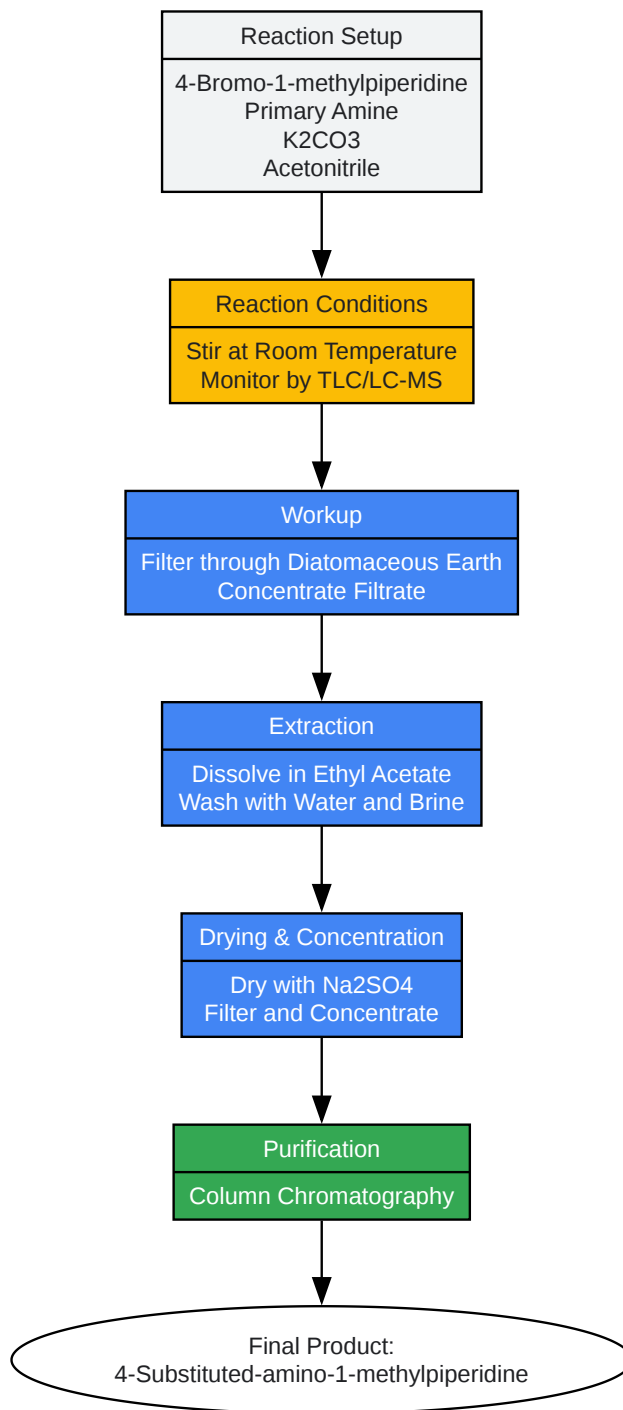 Reaction Setup
4-Bromo-1-methylpiperidine
Primary Amine
K2CO3
Acetonitrile
Reaction Conditions
Stir at Room Temperature
Monitor by TLC/LC-MS
Workup
Filter through Diatomaceous Earth
Concentrate Filtrate
Extraction
Dissolve in Ethyl Acetate
Wash with Water and Brine
Drying & Concentration
Dry with Na2SO4
Filter and Concentrate
Purification
Column Chromatography
Final Product:
4-Substituted-amino-1-methylpiperidine